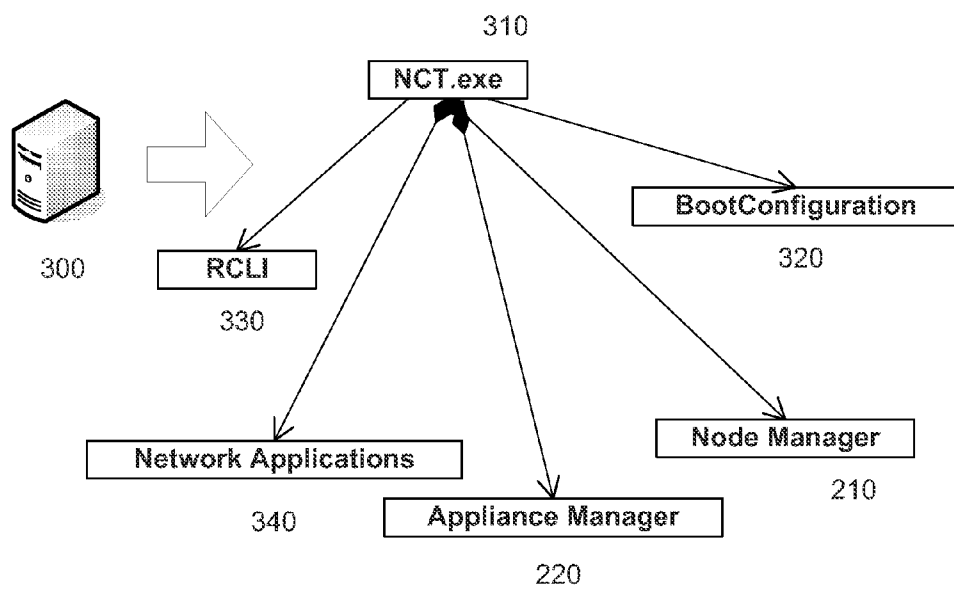 310
NCT.exe
BootConfiguration
320
300
RCLI
330
Node Manager
210
Network Applications
340
Appliance Manager
220